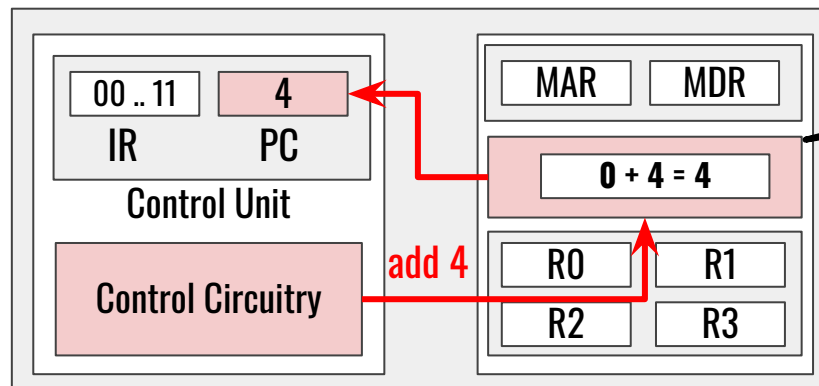 00 .. 11
4
IR
PC
Control Unit
Control Circuitry
add 4
MAR
MDR
0 + 4 = 4
R0
R1
R2
R3